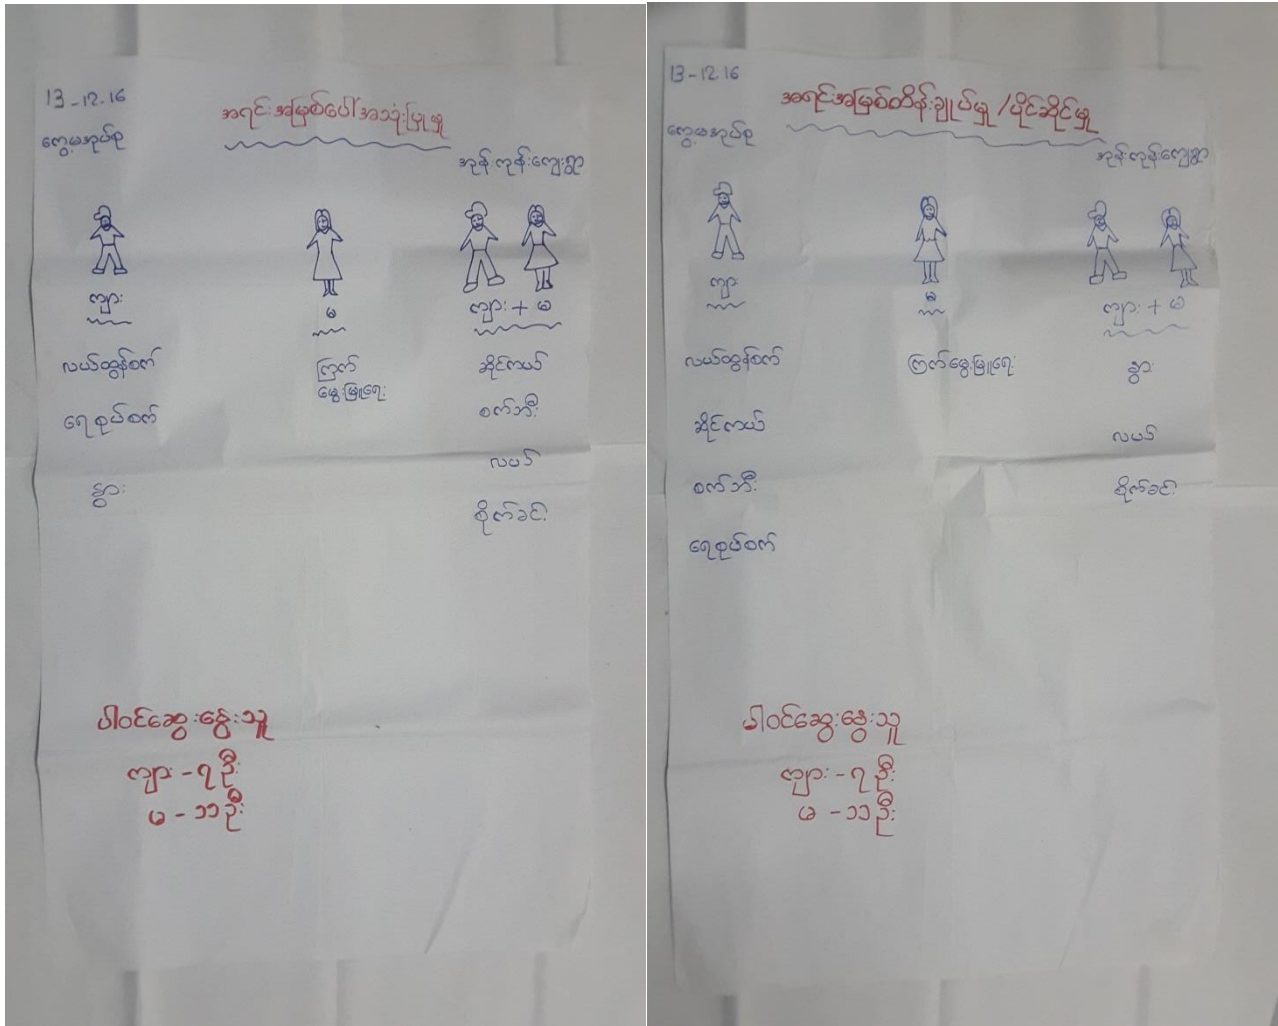 13-12-16
အရင်းအမြစ်ပေါ်အသုံးပြုမှု
ကွေ့မအုပ်စု
အုန်းကုန်းကျေးရွာ
ကျား
မ
ကျား + မ
လယ်ထွန်စက်
ကြက်
မွေးမြူရေး
ဆိုင်ကယ်
ရေစုပ်စက်
စက်ဘီး
လယ်
နွား
စိုက်ခင်း
ပါဝင်ဆွေးနွေးသူ
ကျား - ၇ ဦး
မ - ၁၁ ဦး
13-12-16
အရင်းအမြစ်ထိန်းချုပ်မှု / ပိုင်ဆိုင်မှု
ကွေ့မအုပ်စု
အုန်းကုန်းကျေးရွာ
ကျား
မ
ကျား + မ
လယ်ထွန်စက်
ကြက်မွေးမြူရေး
နွား
ဆိုင်ကယ်
လယ်
စက်ဘီး
စိုက်ခင်း
ရေစုပ်စက်
ပါဝင်ဆွေးနွေးသူ
ကျား - ၇ ဦး
မ - ၁၁ ဦး